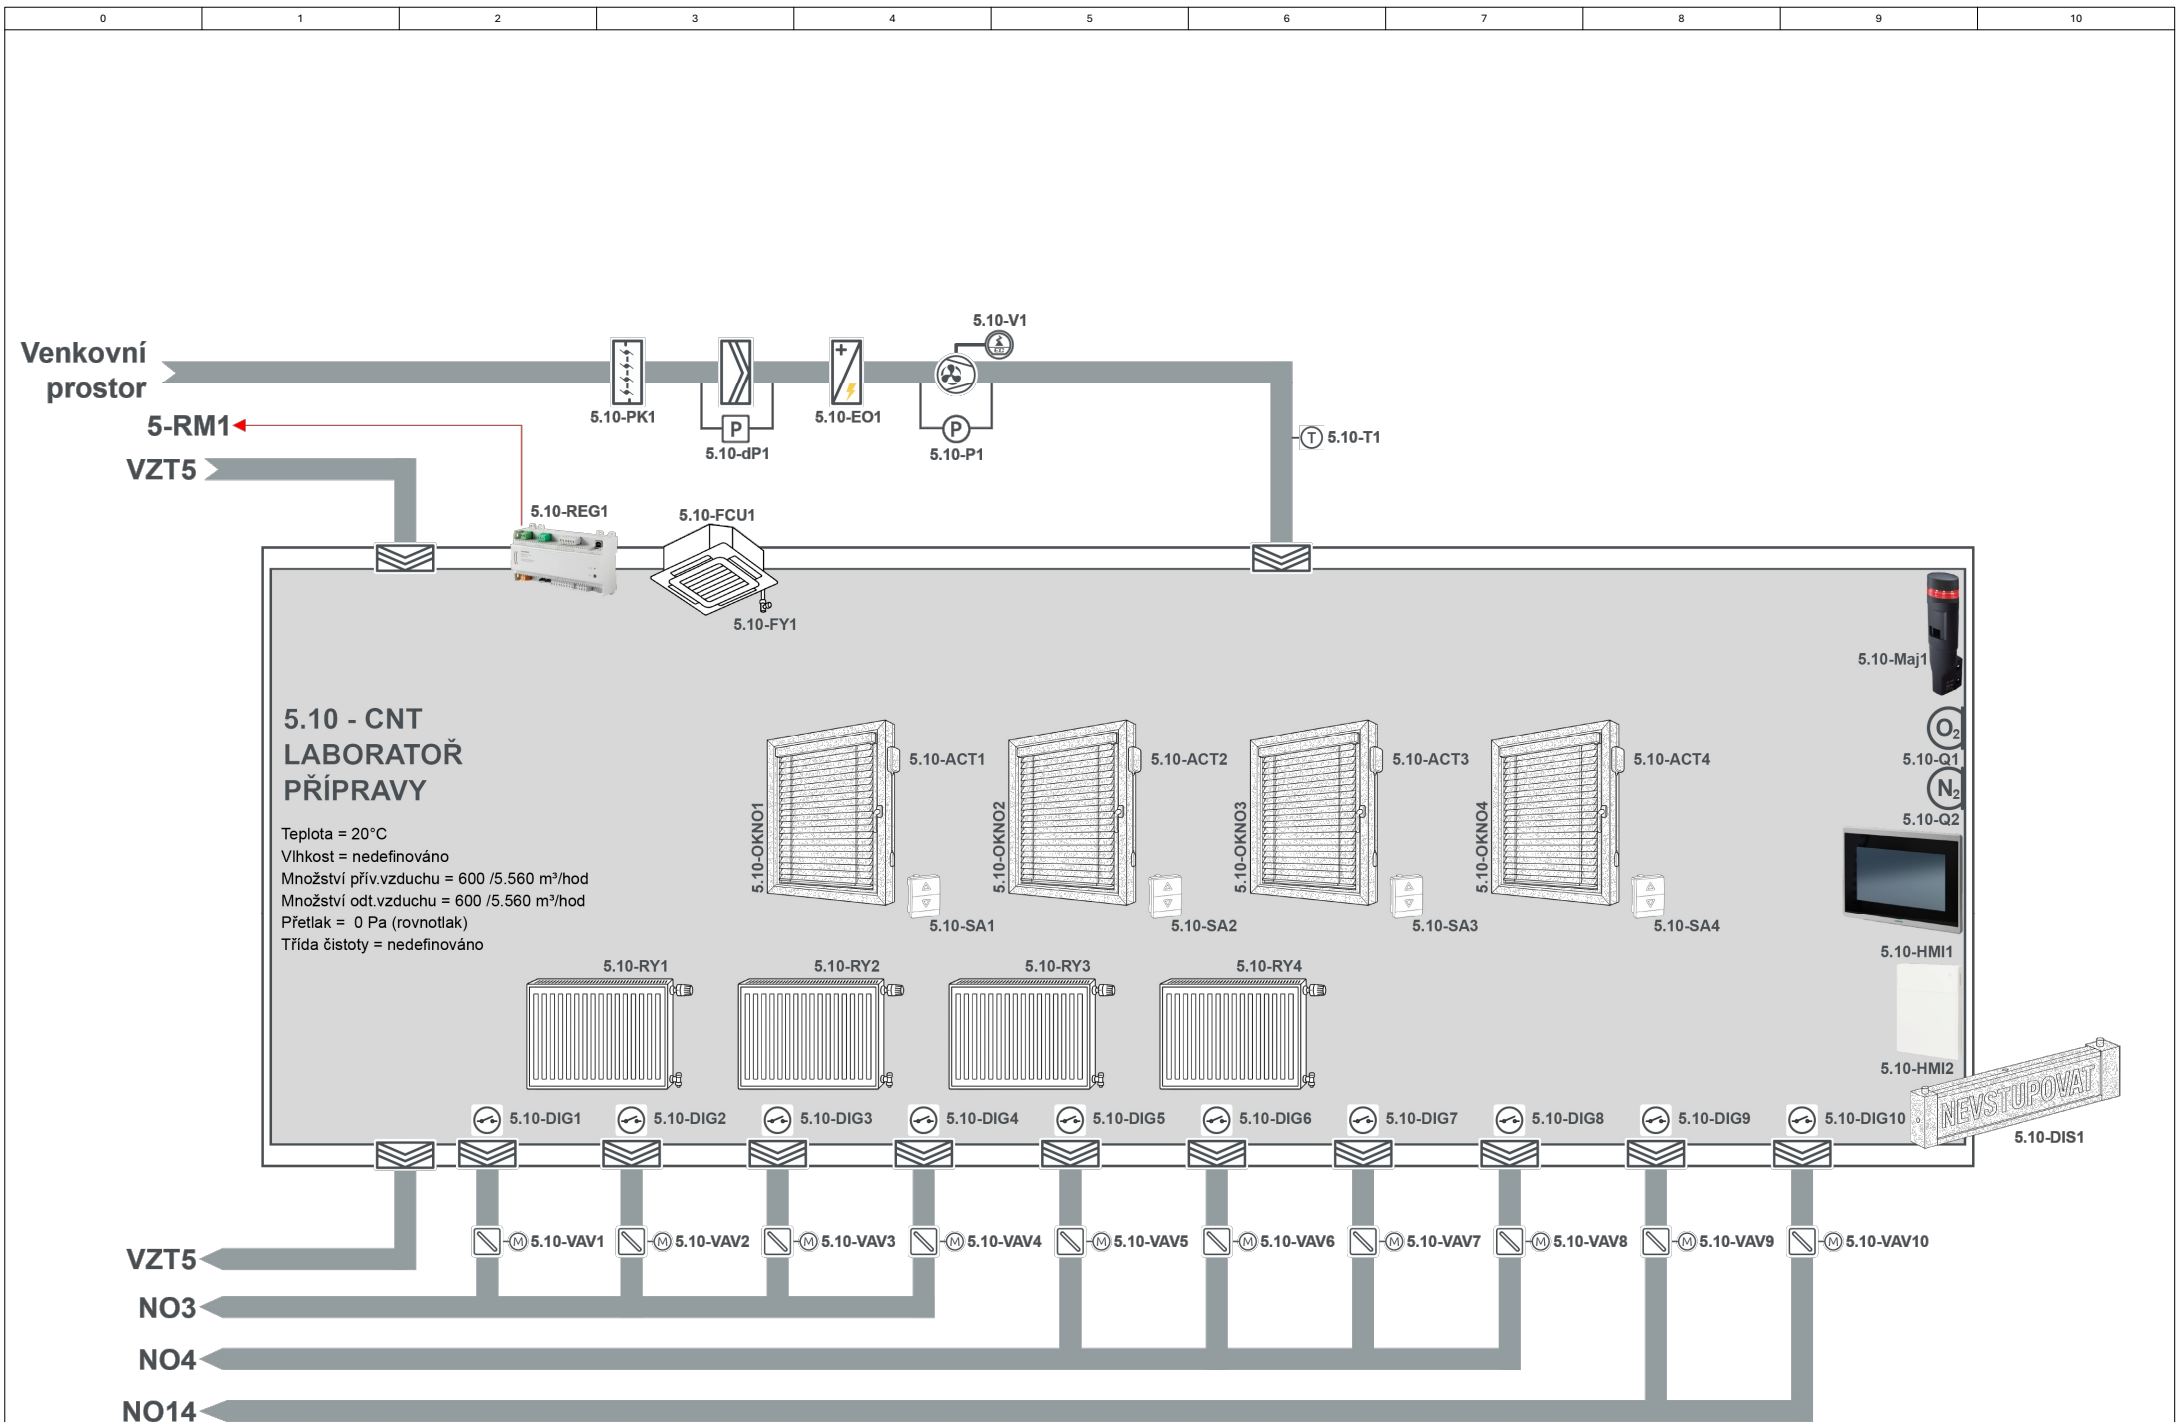 0 1 2 3 4 5 6 7 8 9 10
5.10-V1
Venkovní
prostor
5.10-PK1
5.10-EO1
P
P
5.10-dP1
5.10-P1
T 5.10-T1
5-RM1
VZT5
5.10-REG1
5.10-FCU1
5.10-FY1
5.10-Maj1
5.10 - CNT
LABORATOŘ
PŘÍPRAVY
Teplota = 20°C
Vlhkost = nedefinováno
Množství přív.vzduchu = 600 /5.560 m³/hod
Množství odt.vzduchu = 600 /5.560 m³/hod
Přetlak = 0 Pa (rovnotlak)
Třída čistoty = nedefinováno
5.10-OKNO1
5.10-ACT1
5.10-SA1
5.10-OKNO2
5.10-ACT2
5.10-SA2
5.10-OKNO3
5.10-ACT3
5.10-SA3
5.10-OKNO4
5.10-ACT4
5.10-SA4
O2
5.10-Q1
N2
5.10-Q2
5.10-HMI1
5.10-HMI2
5.10-RY1
5.10-RY2
5.10-RY3
5.10-RY4
NEVSTUPOVAT
5.10-DIS1
5.10-DIG1
5.10-DIG2
5.10-DIG3
5.10-DIG4
5.10-DIG5
5.10-DIG6
5.10-DIG7
5.10-DIG8
5.10-DIG9
5.10-DIG10
M 5.10-VAV1
M 5.10-VAV2
M 5.10-VAV3
M 5.10-VAV4
M 5.10-VAV5
M 5.10-VAV6
M 5.10-VAV7
M 5.10-VAV8
M 5.10-VAV9
M 5.10-VAV10
VZT5
NO3
NO4
NO14